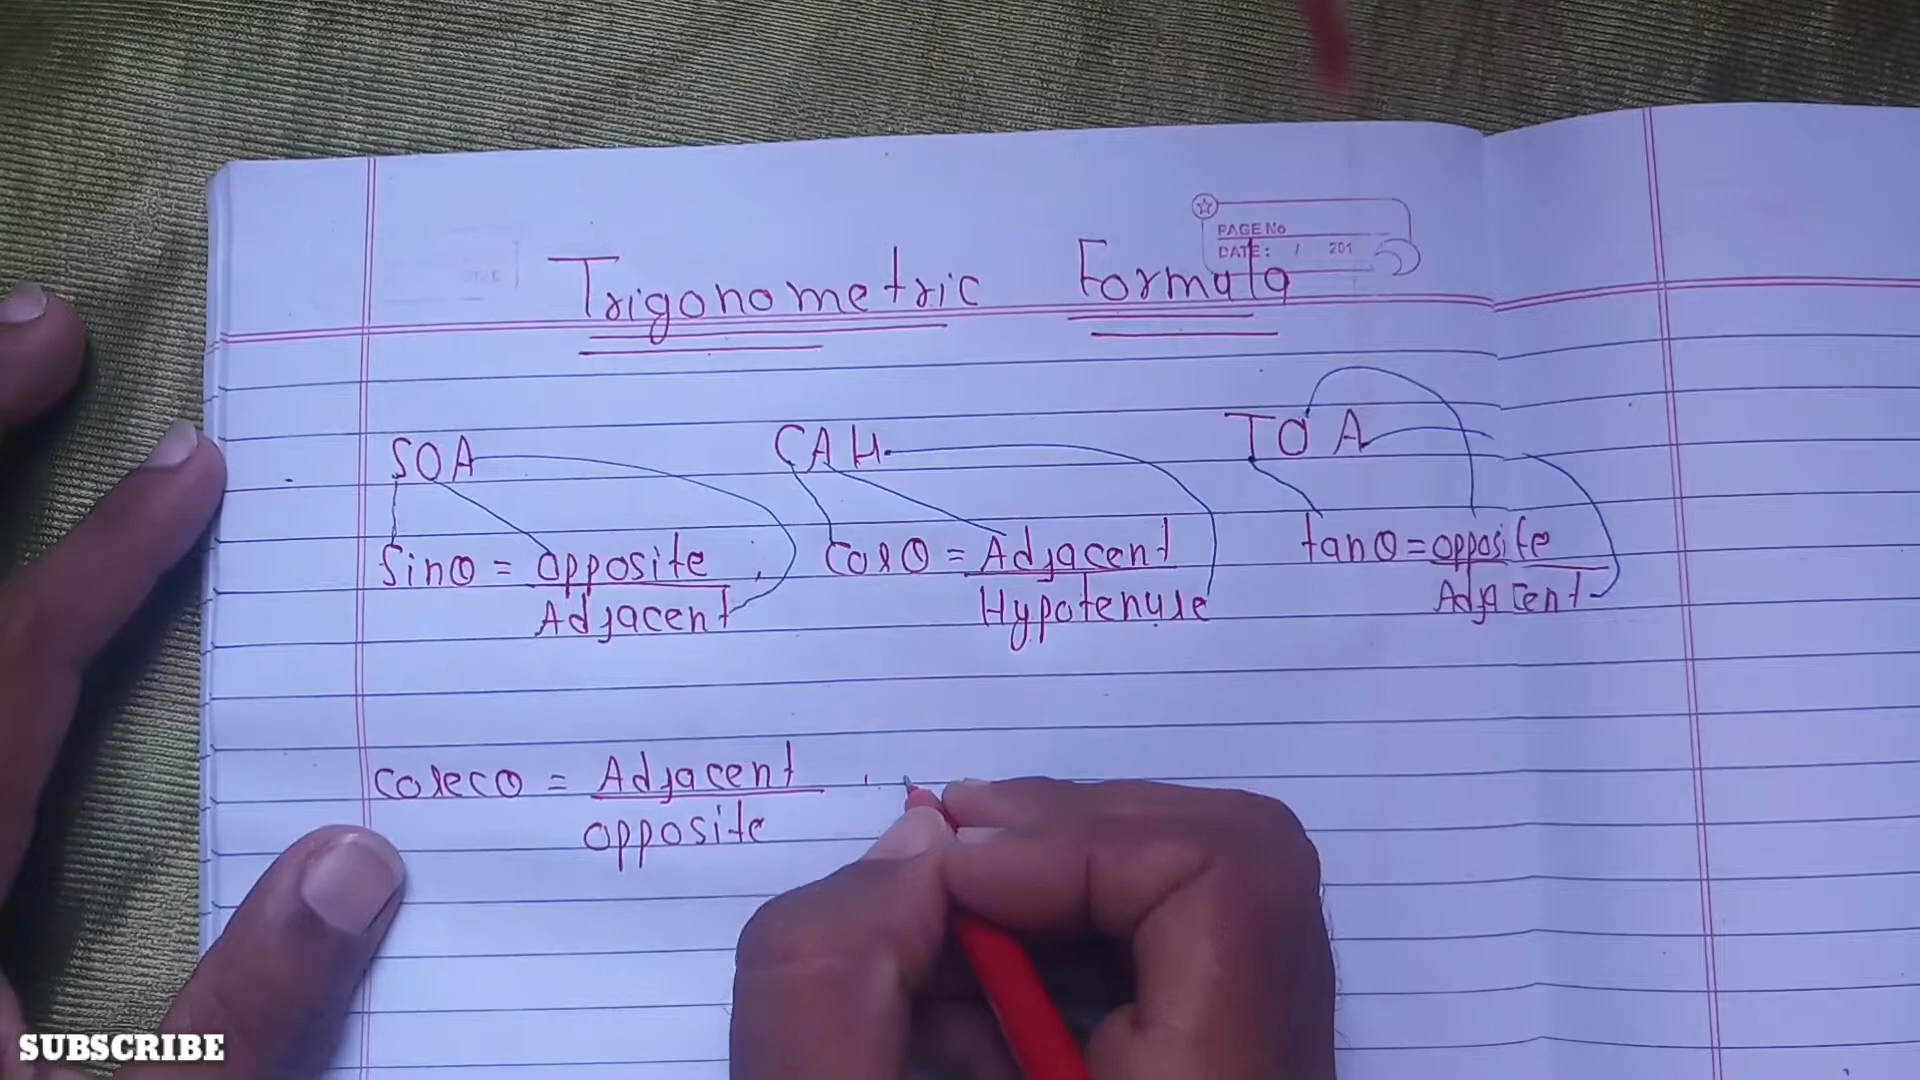 PAGE No
DATE: / 201
Trigonometric Formula
SOA CAH TOA
Sinθ = opposite , Cosθ = Adjacent tanθ = opposite
Adjacent Hypotenuse Adjacent
Cosecθ = Adjacent ,
opposite
SUBSCRIBE